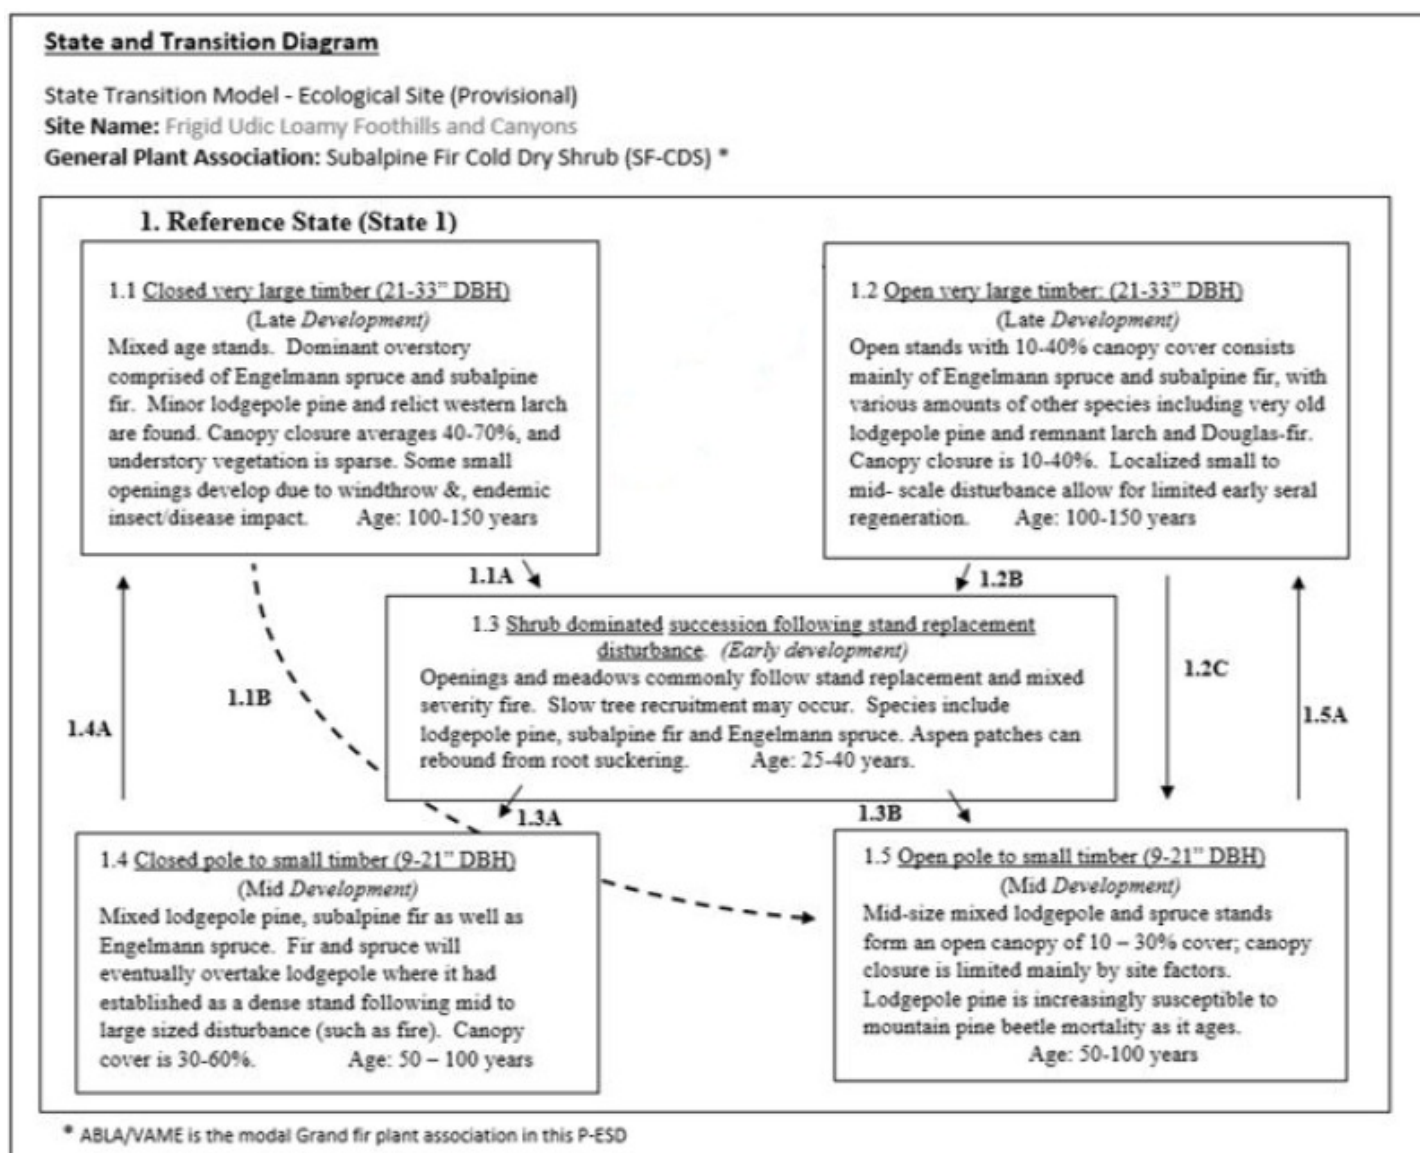 State and Transition Diagram
State Transition Model - Ecological Site (Provisional)
Site Name: Frigid Udic Loamy Foothills and Canyons
General Plant Association: Subalpine Fir Cold Dry Shrub (SF-CDS) *
1. Reference State (State 1)
1.1 Closed very large timber (21-33" DBH)
(Late Development)
Mixed age stands. Dominant overstory
comprised of Engelmann spruce and subalpine
fir. Minor lodgepole pine and relict western larch
are found. Canopy closure averages 40-70%, and
understory vegetation is sparse. Some small
openings develop due to windthrow &, endemic
insect/disease impact. Age: 100-150 years
1.2 Open very large timber: (21-33" DBH)
(Late Development)
Open stands with 10-40% canopy cover consists
mainly of Engelmann spruce and subalpine fir, with
various amounts of other species including very old
lodgepole pine and remnant larch and Douglas-fir.
Canopy closure is 10-40%. Localized small to
mid- scale disturbance allow for limited early seral
regeneration. Age: 100-150 years
1.1A
1.2B
1.3 Shrub dominated succession following stand replacement
disturbance. (Early development)
Openings and meadows commonly follow stand replacement and mixed
severity fire. Slow tree recruitment may occur. Species include
lodgepole pine, subalpine fir and Engelmann spruce. Aspen patches can
rebound from root suckering. Age: 25-40 years.
1.1B
1.4A
1.2C
1.5A
1.3A
1.3B
1.4 Closed pole to small timber (9-21" DBH)
(Mid Development)
Mixed lodgepole pine, subalpine fir as well as
Engelmann spruce. Fir and spruce will
eventually overtake lodgepole where it had
established as a dense stand following mid to
large sized disturbance (such as fire). Canopy
cover is 30-60%. Age: 50 – 100 years
1.5 Open pole to small timber (9-21" DBH)
(Mid Development)
Mid-size mixed lodgepole and spruce stands
form an open canopy of 10 – 30% cover; canopy
closure is limited mainly by site factors.
Lodgepole pine is increasingly susceptible to
mountain pine beetle mortality as it ages.
Age: 50-100 years
* ABLA/VAME is the modal Grand fir plant association in this P-ESD